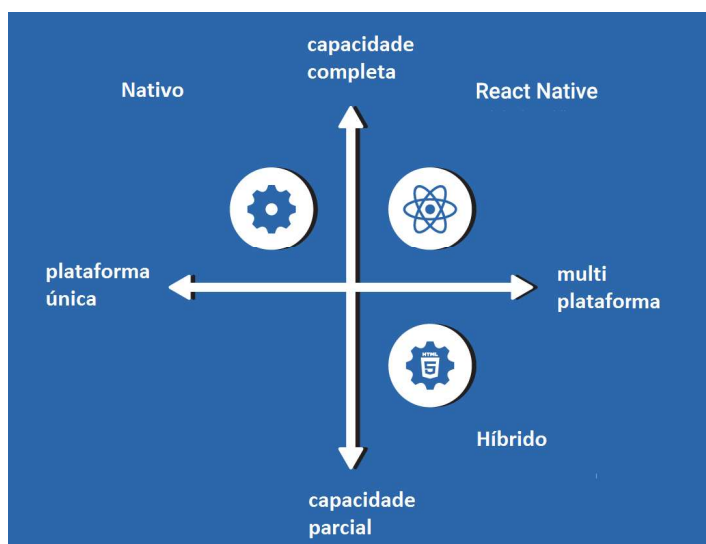 capacidade
completa
Nativo
React Native
plataforma
única
multi
plataforma
HTML
5
Híbrido
capacidade
parcial